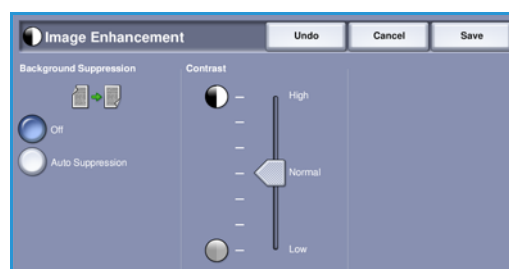 Image Enhancement
Undo
Cancel
Save
Background Suppression
Contrast
High
Off
Auto Suppression
Normal
Low